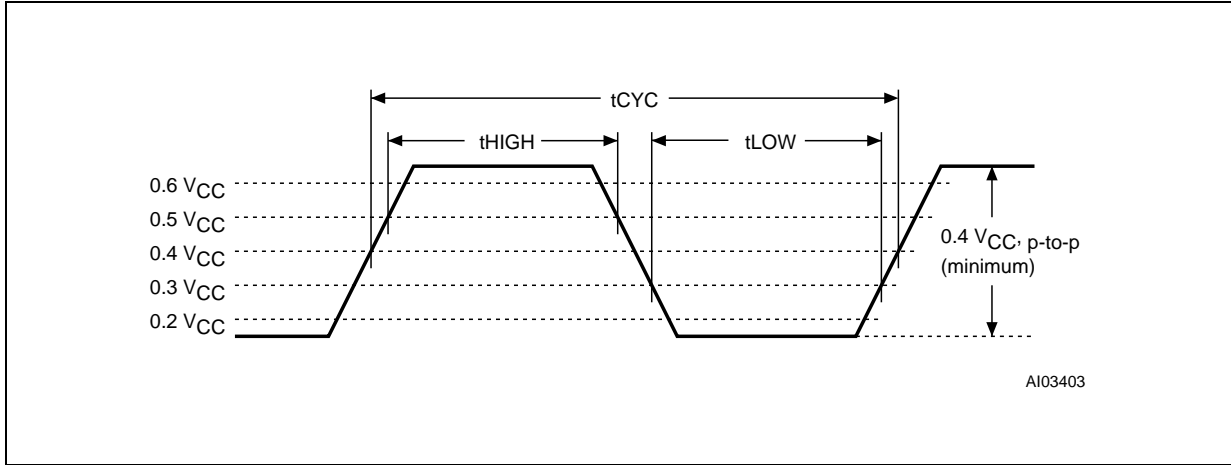 tCYC
tHIGH
tLOW
0.6 VCC
0.5 VCC
0.4 VCC
0.3 VCC
0.2 VCC
0.4 VCC, p-to-p
(minimum)
AI03403